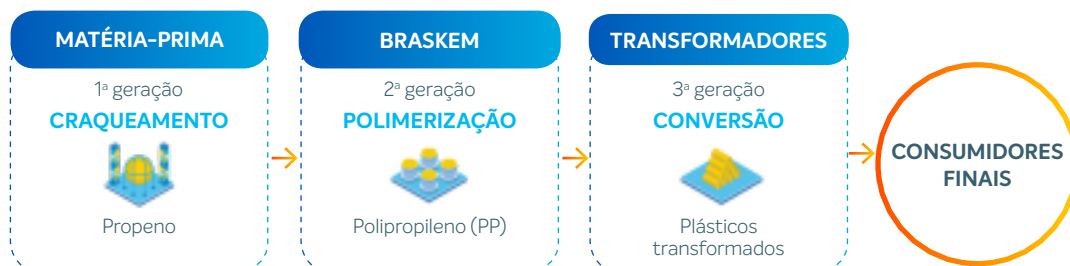 MATÉRIA-PRIMA
1ª geração
CRAQUEAMENTO
Propeno
BRASKEM
2ª geração
POLIMERIZAÇÃO
Polipropileno (PP)
TRANSFORMADORES
3ª geração
CONVERSÃO
Plásticos
transformados
CONSUMIDORES
FINAIS